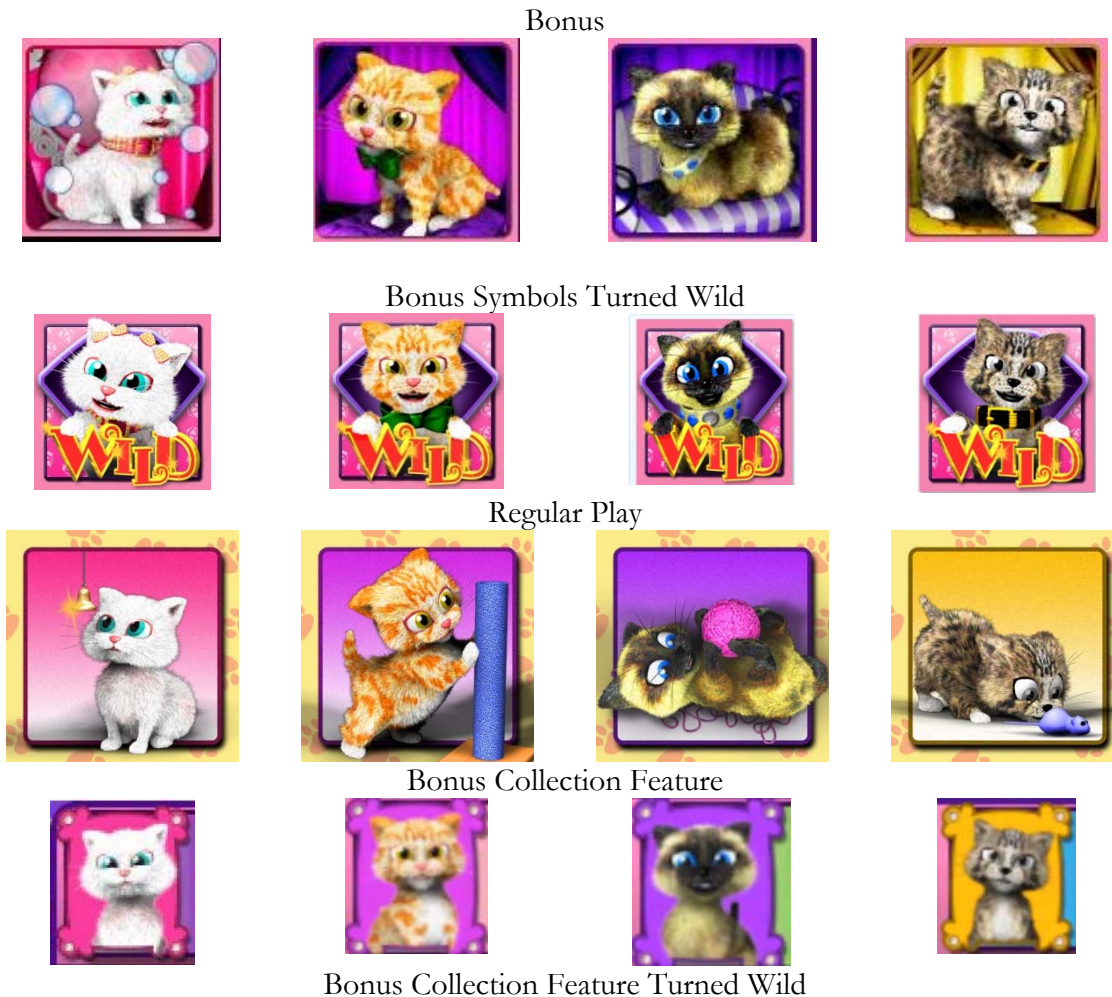 Bonus
Bonus Symbols Turned Wild
WILD WILD WILD WILD
Regular Play
Bonus Collection Feature
Bonus Collection Feature Turned Wild